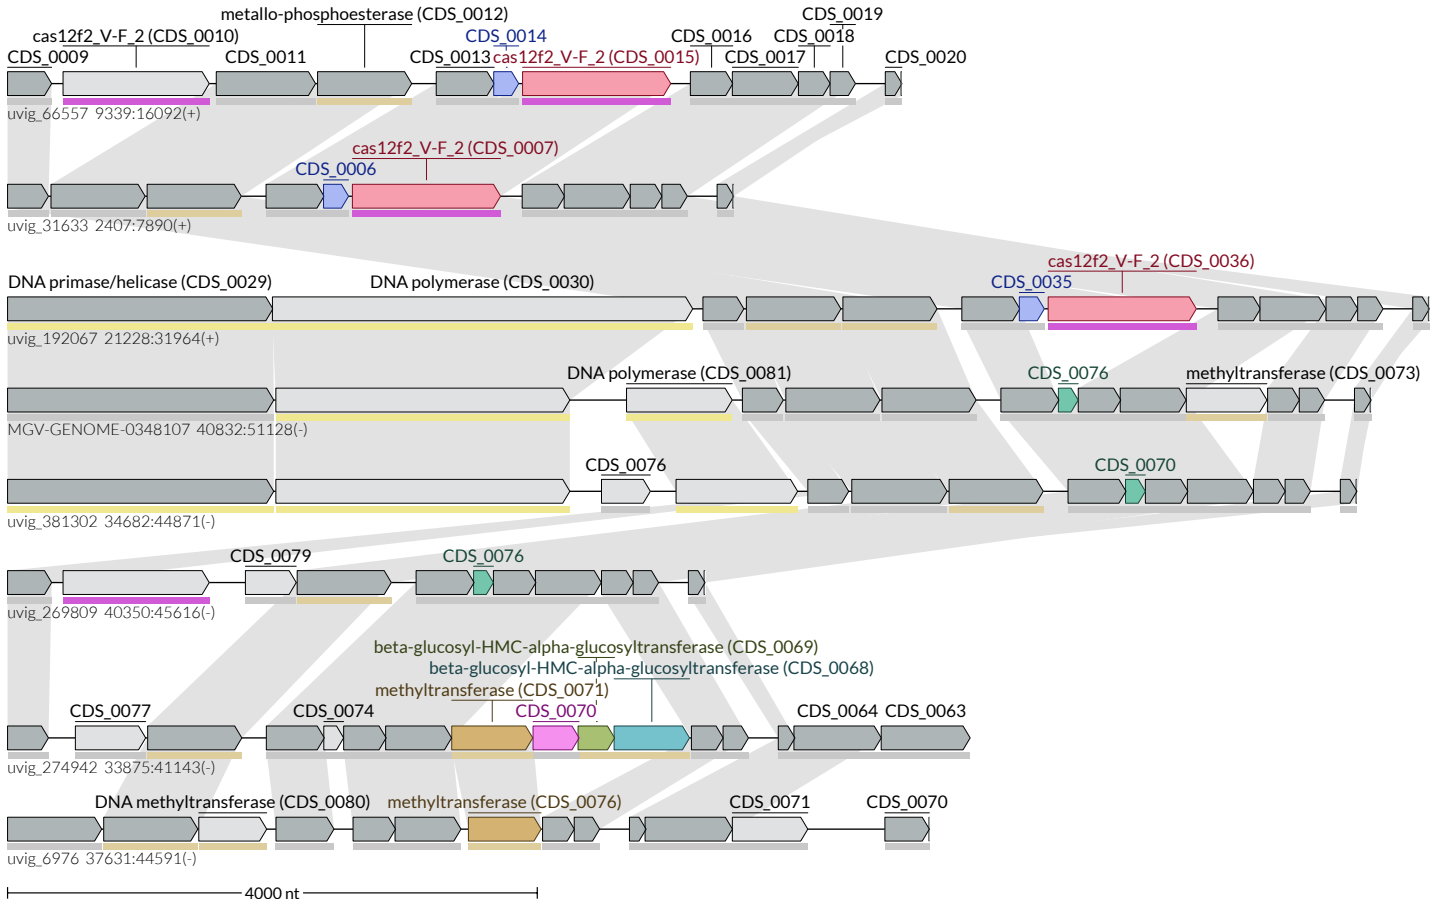 CDS_0019
metallo-phosphoesterase (CDS_0012)
cas12f2_V-F_2 (CDS_0010) CDS_0014 CDS_0016 CDS_0018
CDS_0009 CDS_0011 CDS_0013 cas12f2_V-F_2 (CDS_0015) CDS_0017 CDS_0020
uvig_66557 9339:16092(+)
cas12f2_V-F_2 (CDS_0007)
CDS_0006
uvig_31633 2407:7890(+)
cas12f2_V-F_2 (CDS_0036)
DNA primase/helicase (CDS_0029) DNA polymerase (CDS_0030) CDS_0035
uvig_192067 21228:31964(+)
DNA polymerase (CDS_0081) CDS_0076 methyltransferase (CDS_0073)
MGV-GENOME-0348107 40832:51128(-)
CDS_0076 CDS_0070
uvig_381302 34682:44871(-)
CDS_0079 CDS_0076
uvig_269809 40350:45616(-)
beta-glucosyl-HMC-alpha-glucosyltransferase (CDS_0069)
beta-glucosyl-HMC-alpha-glucosyltransferase (CDS_0068)
methyltransferase (CDS_0071)
CDS_0077 CDS_0074 CDS_0070 CDS_0064 CDS_0063
uvig_274942 33875:41143(-)
DNA methyltransferase (CDS_0080) methyltransferase (CDS_0076) CDS_0071 CDS_0070
uvig_6976 37631:44591(-)
4000 nt